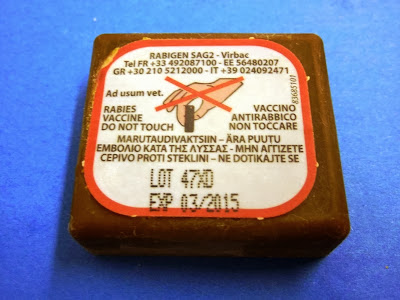 RABIGEN SAG2 - Virbac
Tel FR +33 492087100 - EE 56480207
GR +30 210 5212000 - IT +39 024092471
Ad usum vet.
83685101
RABIES
VACCINE
DO NOT TOUCH
VACCINO
ANTIRABBICO
NON TOCCARE
MARUTAUDIVAKTSIIN – ÄRA PUUTU
ΕΜΒΟΛΙΟ ΚΑΤΑ ΤΗΣ ΛΥΣΣΑΣ - ΜΗΝ ΑΓΓΙΖΕΤΕ
CEPIVO PROTI STEKLINI – NE DOTIKAJTE SE
LOT 47XD
EXP 03/2015